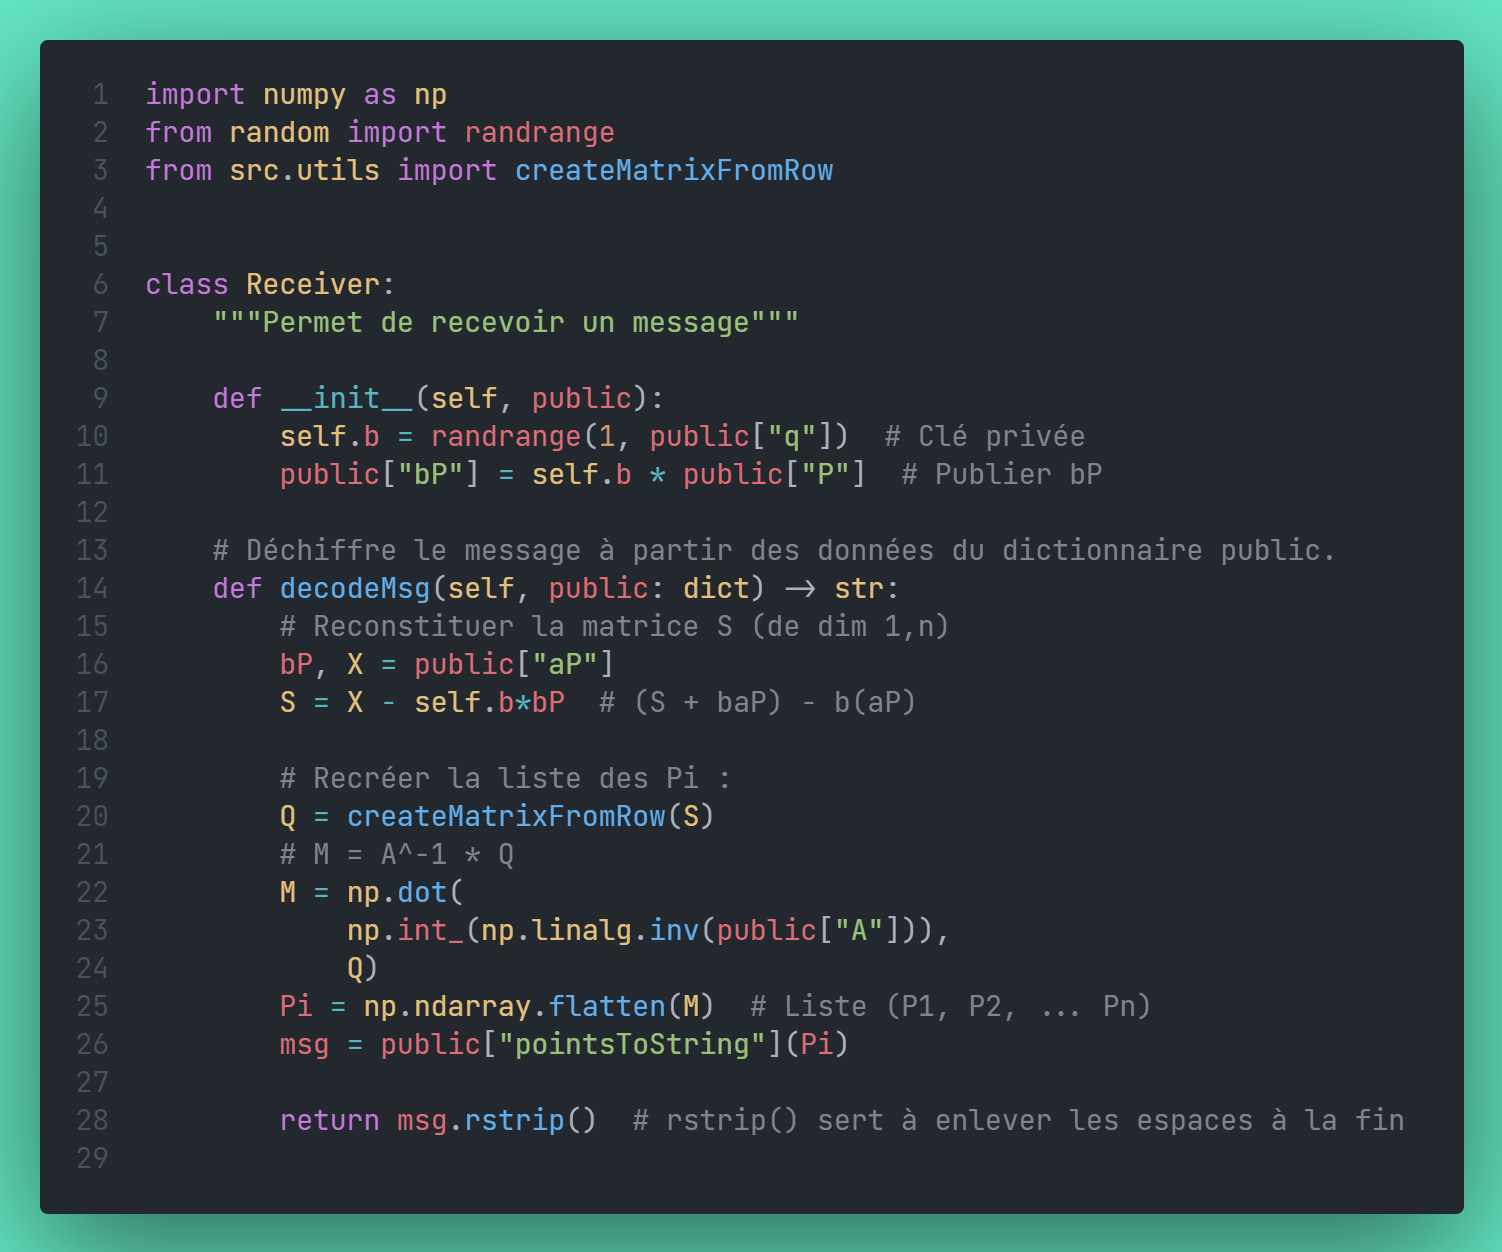 1 import numpy as np
2 from random import randrange
3 from src.utils import createMatrixFromRow
4
5
6 class Receiver:
7     """Permet de recevoir un message"""
8
9     def __init__(self, public):
10         self.b = randrange(1, public["q"])  # Clé privée
11         public["bP"] = self.b * public["P"]  # Publier bP
12
13     # Déchiffre le message à partir des données du dictionnaire public.
14     def decodeMsg(self, public: dict) -> str:
15         # Reconstituer la matrice S (de dim 1,n)
16         bP, X = public["aP"]
17         S = X - self.b*bP  # (S + baP) - b(aP)
18
19         # Recréer la liste des Pi :
20         Q = createMatrixFromRow(S)
21         # M = A^-1 * Q
22         M = np.dot(
23             np.int_(np.linalg.inv(public["A"])),
24             Q)
25         Pi = np.ndarray.flatten(M)  # Liste (P1, P2, ... Pn)
26         msg = public["pointsToString"](Pi)
27
28         return msg.rstrip()  # rstrip() sert à enlever les espaces à la fin
29